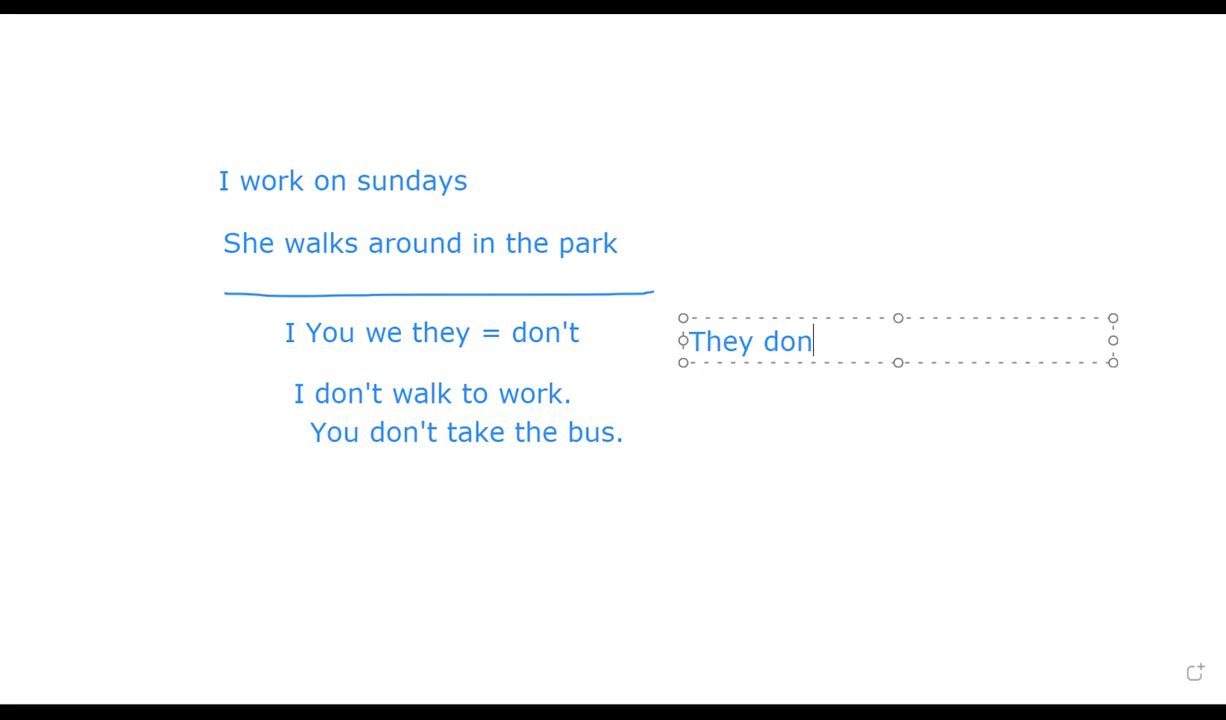 I work on sundays
She walks around in the park
I You we they = don't
They don
I don't walk to work.
You don't take the bus.